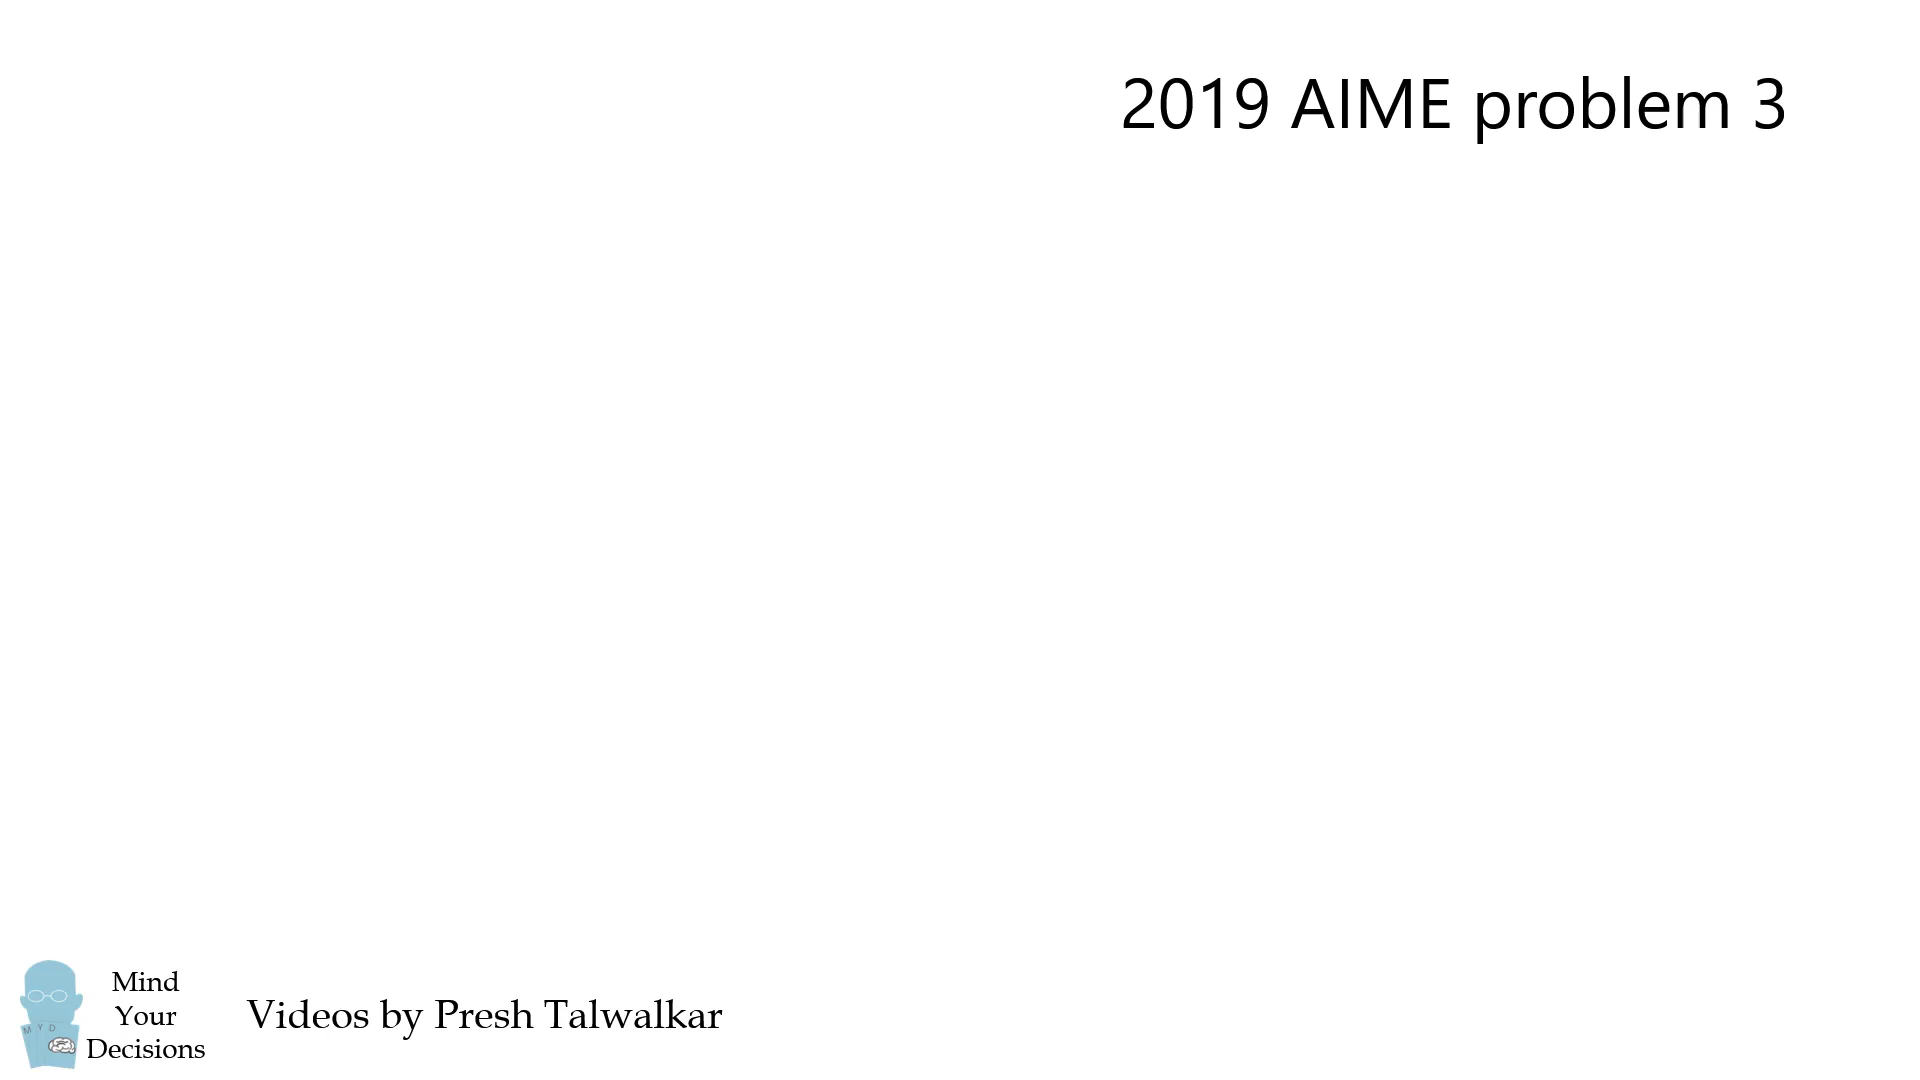 2019 AIME problem 3
Mind
Your
Decisions
M Y D
Videos by Presh Talwalkar